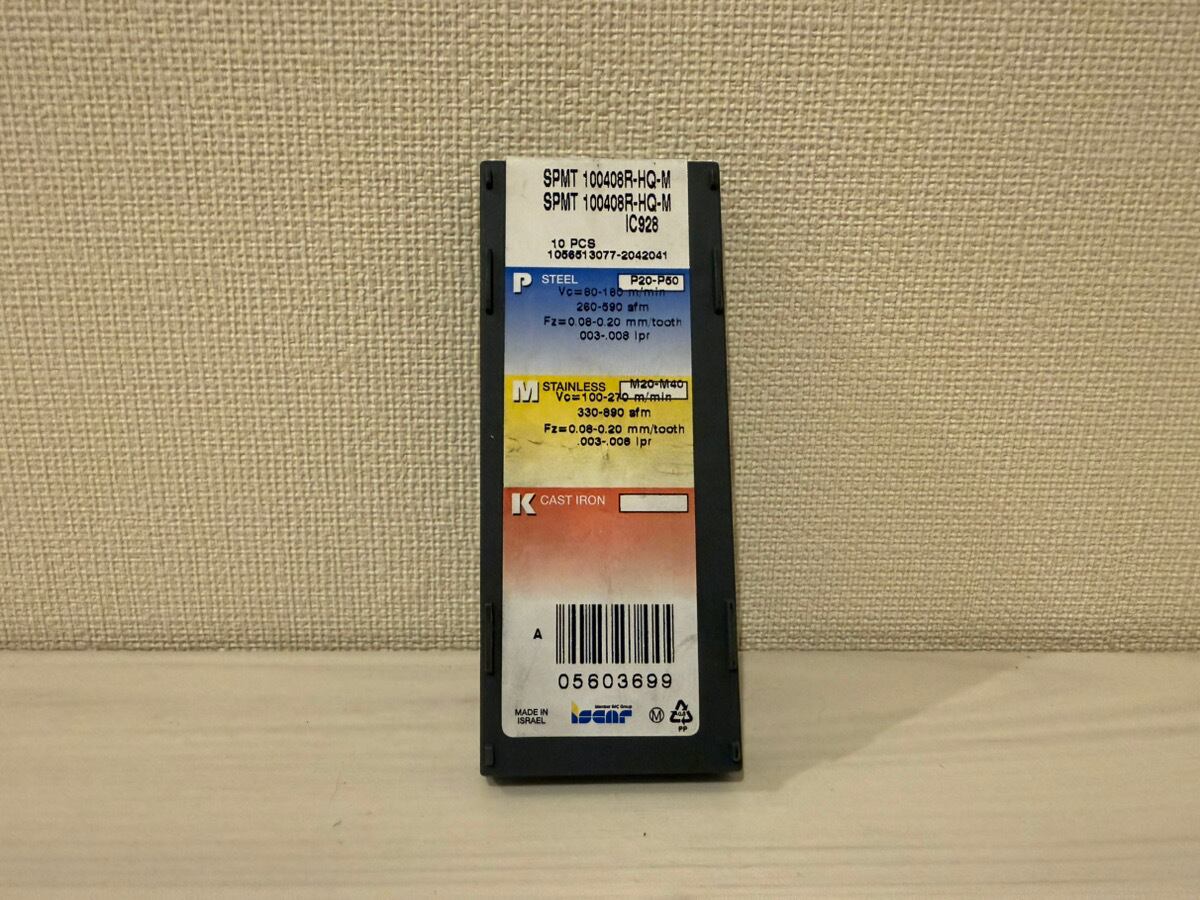 SPMT 100408R-HQ-M
SPMT 100408R-HQ-M
IC928
10 PCS
1056513077-2042041
P STEEL P20-P50
Vc=80-180 m/min
260-590 sfm
Fz=0.08-0.20 mm/tooth
.003-.008 ipr
M STAINLESS M20-M40
Vc=100-270 m/min
330-890 sfm
Fz=0.08-0.20 mm/tooth
.003-.008 ipr
K CAST IRON
A
05603699
MADE IN
ISRAEL
Member IMC Group
iscar
M
PP